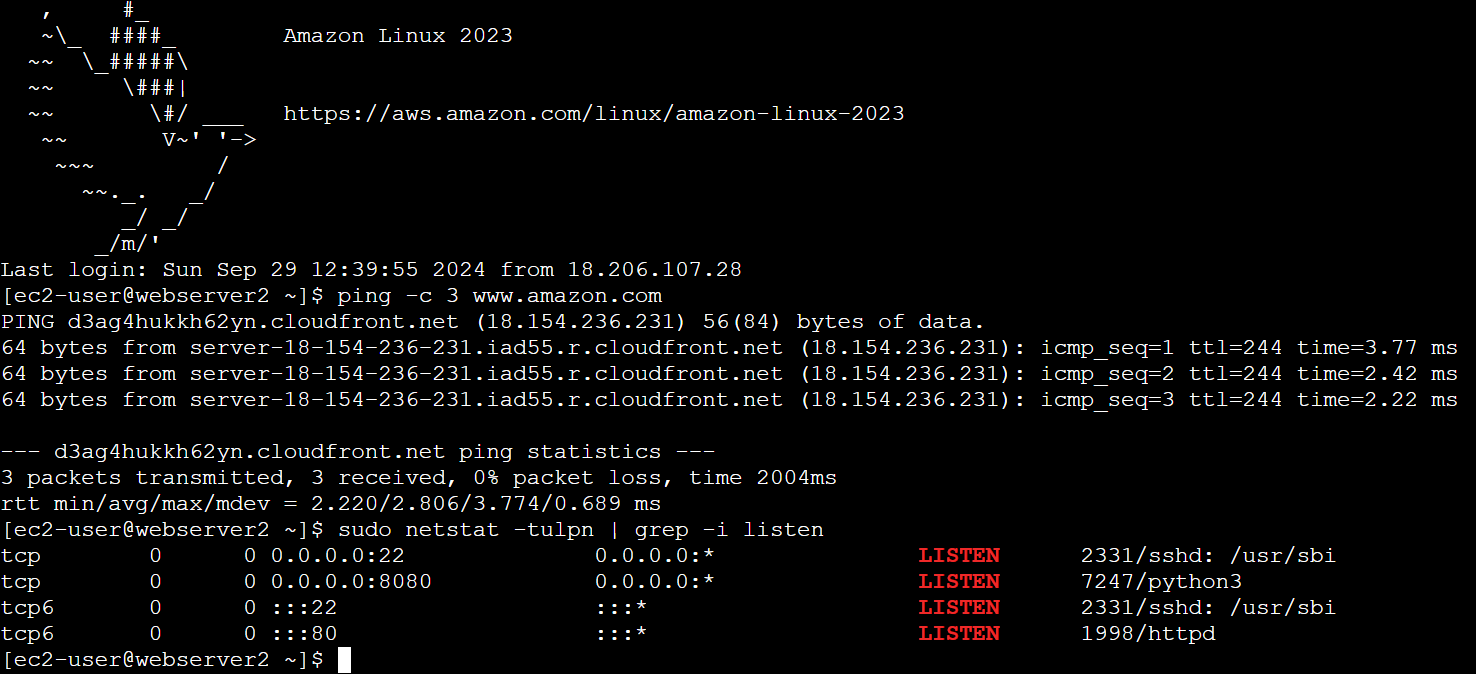 ,     #_
   ~\_  ####_        Amazon Linux 2023
  ~~  \_#####\
  ~~     \###|
  ~~       \#/ ___   https://aws.amazon.com/linux/amazon-linux-2023
   ~~       V~' '->
    ~~~         /
      ~~._.   _/
         _/ _/
       _/m/'
Last login: Sun Sep 29 12:39:55 2024 from 18.206.107.28
[ec2-user@webserver2 ~]$ ping -c 3 www.amazon.com
PING d3ag4hukkh62yn.cloudfront.net (18.154.236.231) 56(84) bytes of data.
64 bytes from server-18-154-236-231.iad55.r.cloudfront.net (18.154.236.231): icmp_seq=1 ttl=244 time=3.77 ms
64 bytes from server-18-154-236-231.iad55.r.cloudfront.net (18.154.236.231): icmp_seq=2 ttl=244 time=2.42 ms
64 bytes from server-18-154-236-231.iad55.r.cloudfront.net (18.154.236.231): icmp_seq=3 ttl=244 time=2.22 ms

--- d3ag4hukkh62yn.cloudfront.net ping statistics ---
3 packets transmitted, 3 received, 0% packet loss, time 2004ms
rtt min/avg/max/mdev = 2.220/2.806/3.774/0.689 ms
[ec2-user@webserver2 ~]$ sudo netstat -tulpn | grep -i listen
tcp        0      0 0.0.0.0:22              0.0.0.0:*               LISTEN      2331/sshd: /usr/sbi
tcp        0      0 0.0.0.0:8080            0.0.0.0:*               LISTEN      7247/python3
tcp6       0      0 :::22                   :::*                    LISTEN      2331/sshd: /usr/sbi
tcp6       0      0 :::80                   :::*                    LISTEN      1998/httpd
[ec2-user@webserver2 ~]$